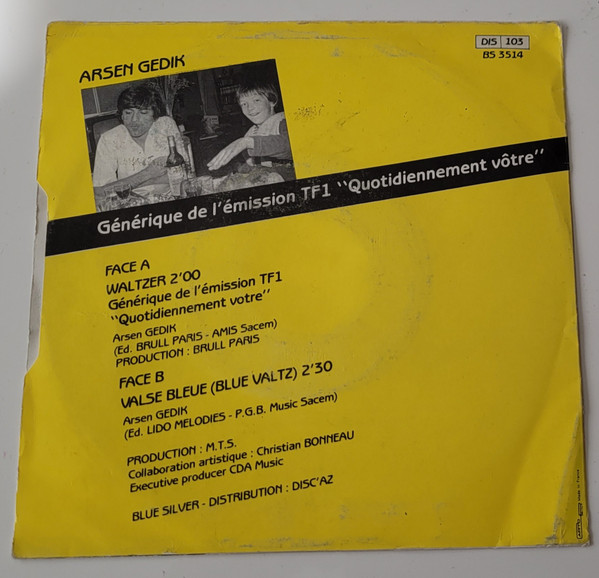 DIS 103
BS 3514
ARSEN GEDIK
Générique de l'émission TF1 "Quotidiennement vôtre"
FACE A
WALTZER 2'00
Générique de l'émission TF1
"Quotidiennement votre"
Arsen GEDIK
(Ed. BRULL PARIS - AMIS Sacem)
PRODUCTION : BRULL PARIS
FACE B
VALSE BLEUE (BLUE VALTZ) 2'30
Arsen GEDIK
(Ed. LIDO MELODIES - P.G.B. Music Sacem)
PRODUCTION : M.T.S.
Collaboration artistique : Christian BONNEAU
Executive producer CDA Music
BLUE SILVER - DISTRIBUTION : DISC'AZ
Made in France